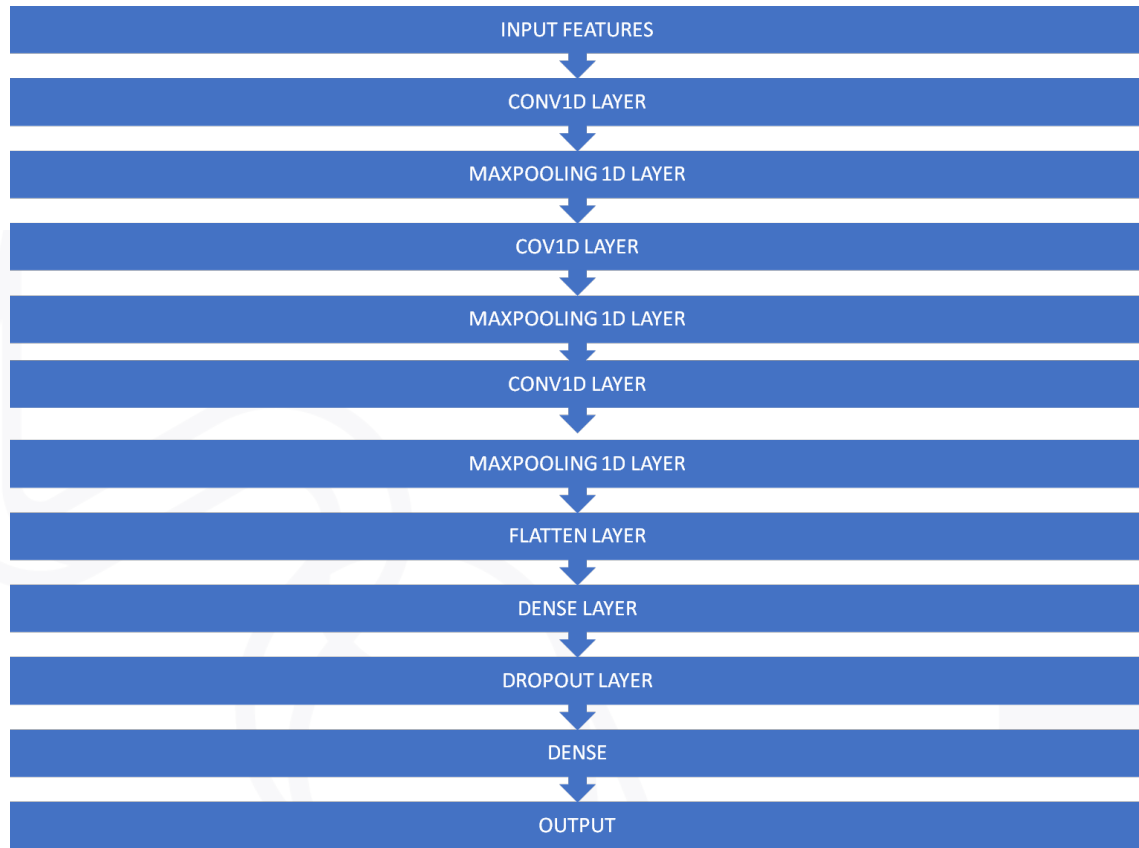 INPUT FEATURES
CONV1D LAYER
MAXPOOLING 1D LAYER
COV1D LAYER
MAXPOOLING 1D LAYER
CONV1D LAYER
MAXPOOLING 1D LAYER
FLATTEN LAYER
DENSE LAYER
DROPOUT LAYER
DENSE
OUTPUT